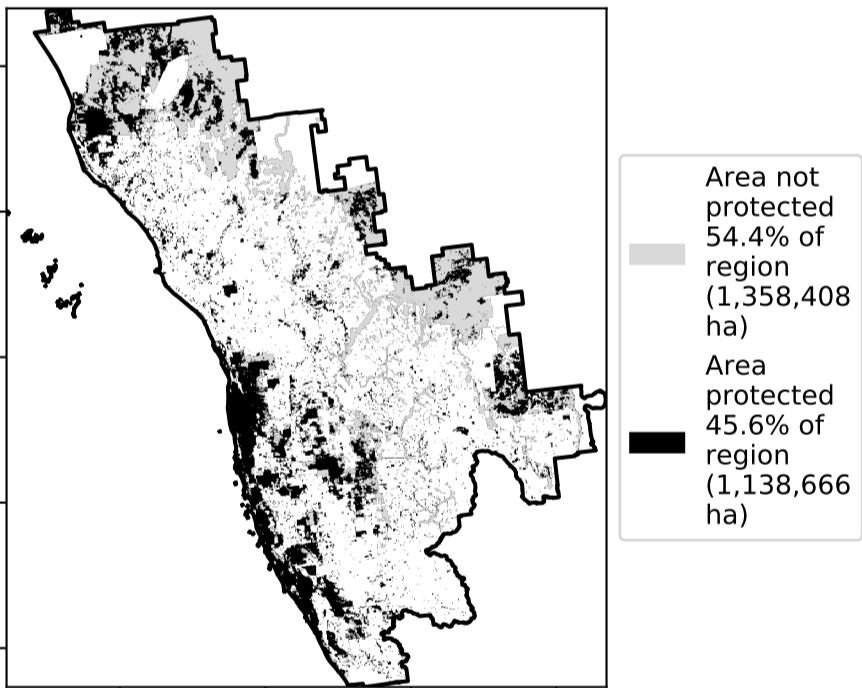 Area not
protected
54.4% of
region
(1,358,408
ha)
Area
protected
45.6% of
region
(1,138,666
ha)